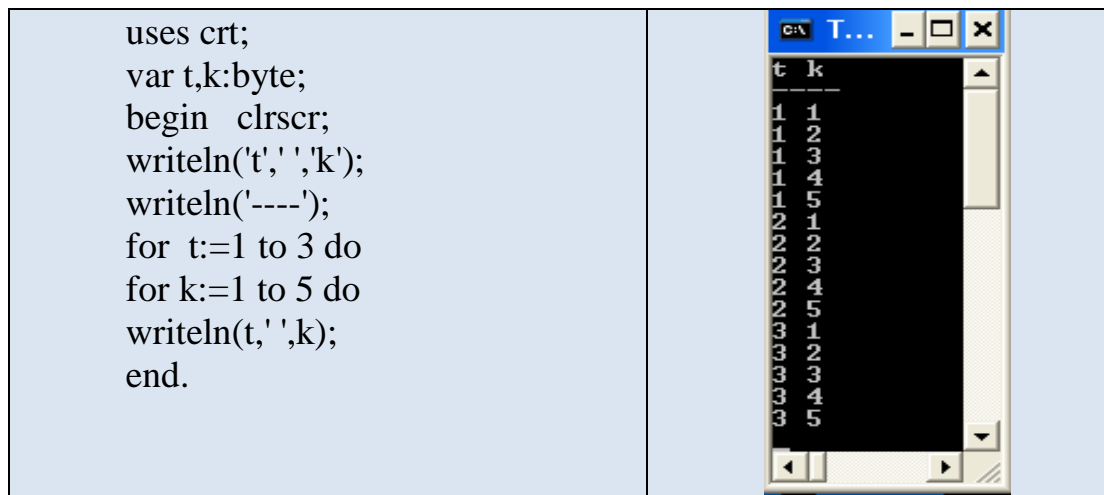 uses crt;
var t,k:byte;
begin   clrscr;
writeln('t',' ','k');
writeln('----');
for  t:=1 to 3 do
for k:=1 to 5 do
writeln(t,' ',k);
end.
C:\ T...
t k
----
1 1
1 2
1 3
1 4
1 5
2 1
2 2
2 3
2 4
2 5
3 1
3 2
3 3
3 4
3 5